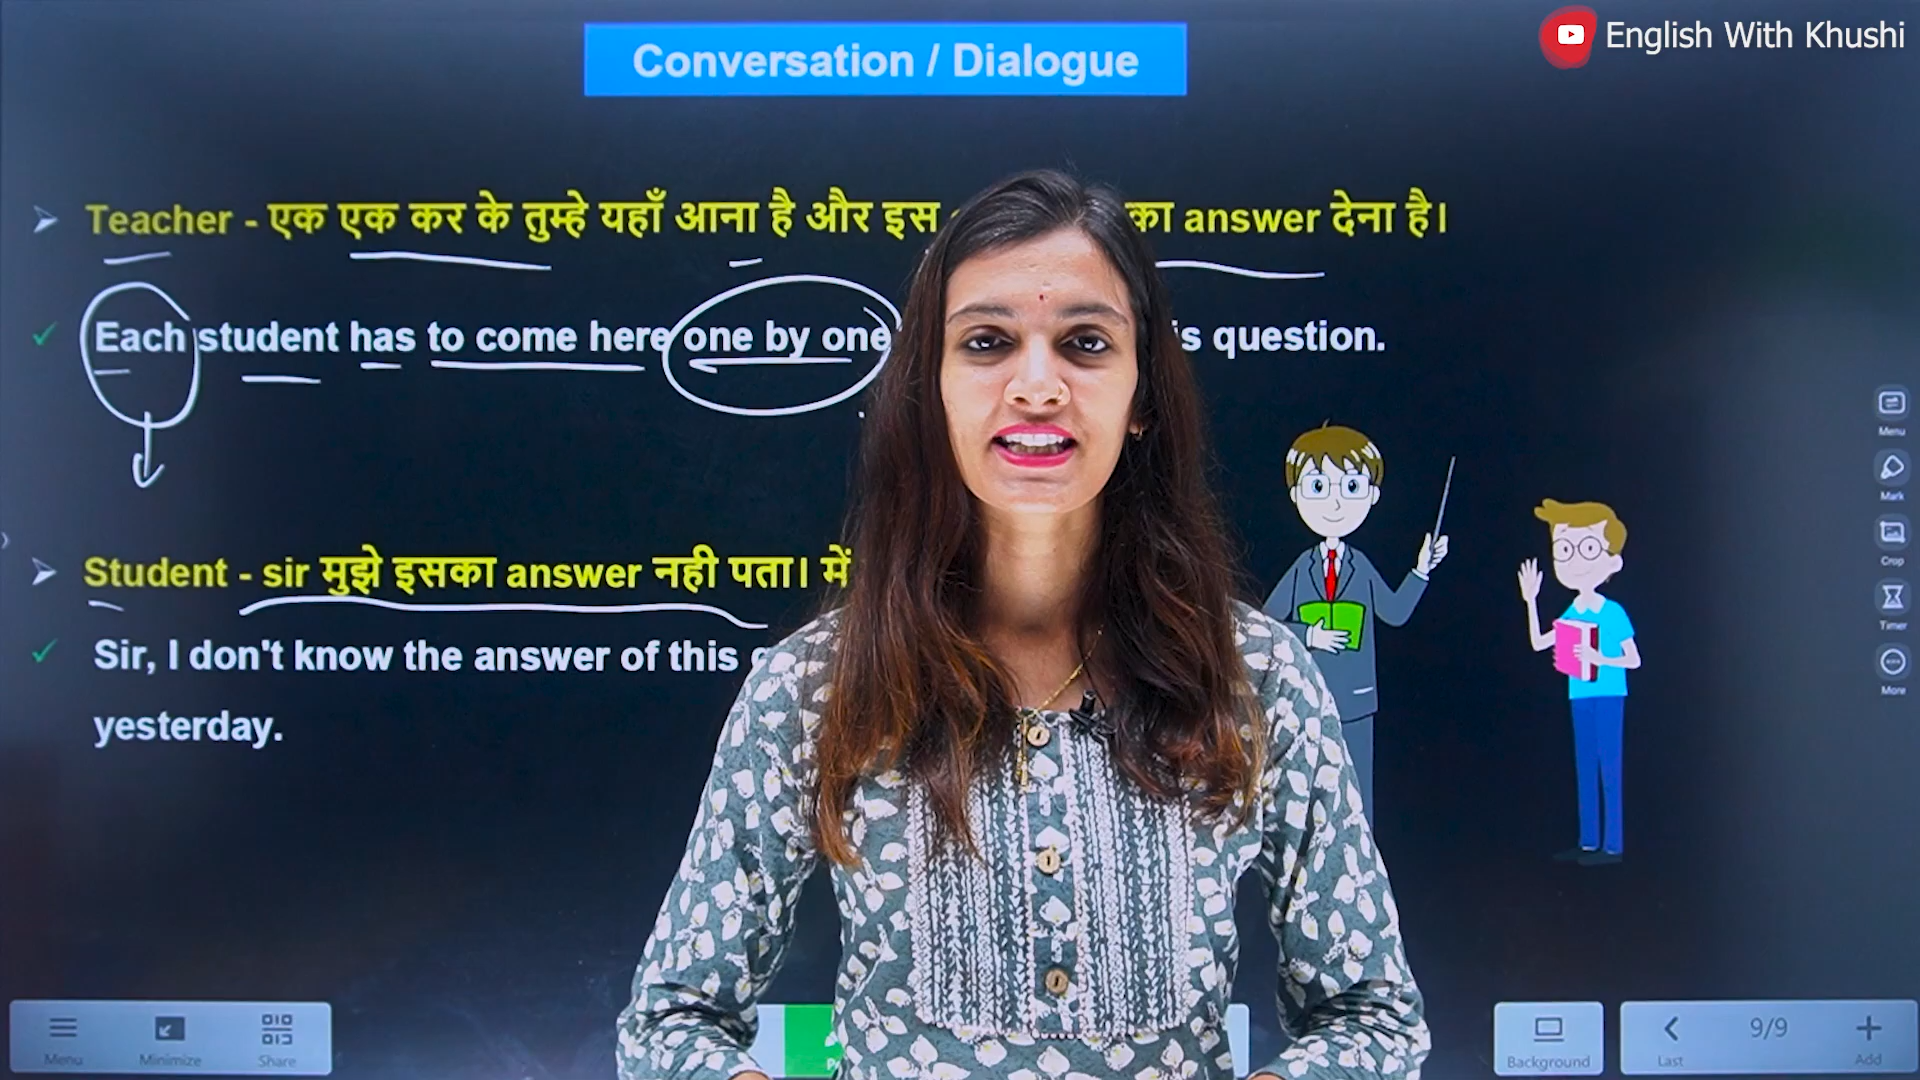 English With Khushi
Conversation / Dialogue
Teacher - एक एक कर के तुम्हे यहाँ आना है और इस का answer देना है।
Each student has to come here one by one is question.
Student - sir मुझे इसका answer नही पता। में
Sir, I don't know the answer of this
yesterday.
Menu
Mark
Crop
Timer
More
Menu Minimize Share Background Last 9/9 Add